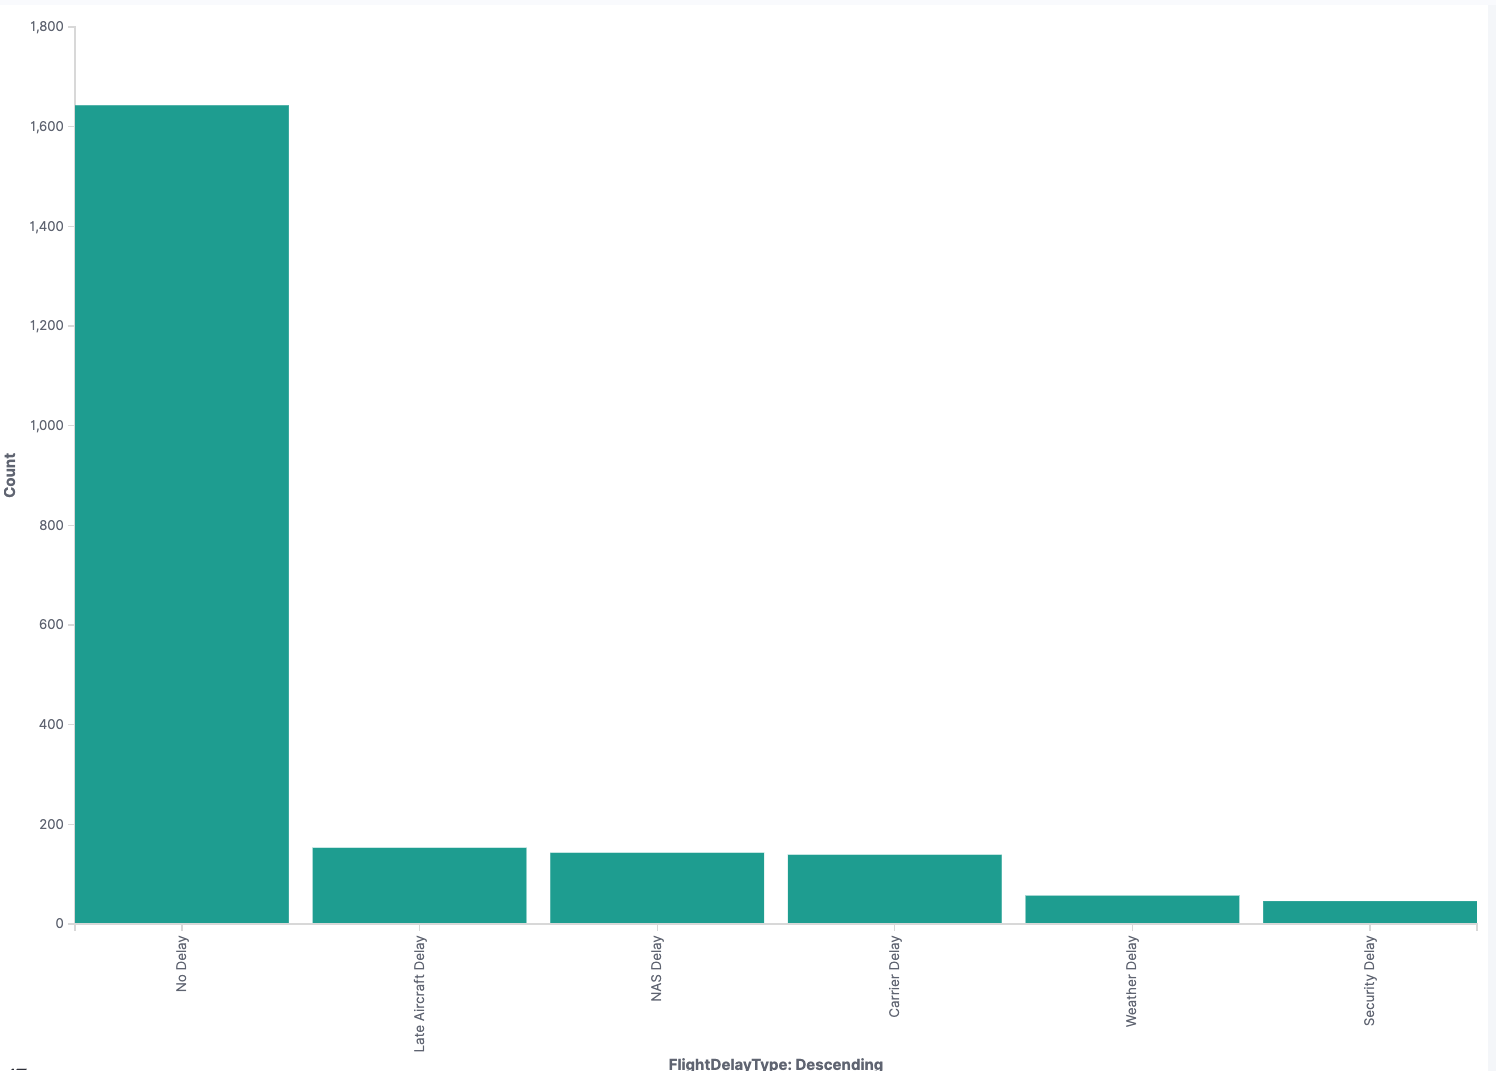 1,800
1,600
1,400
1,200
1,000
800
600
400
200
0
Count
No Delay
Late Aircraft Delay
NAS Delay
Carrier Delay
Weather Delay
Security Delay
FlightDelayType: Descending